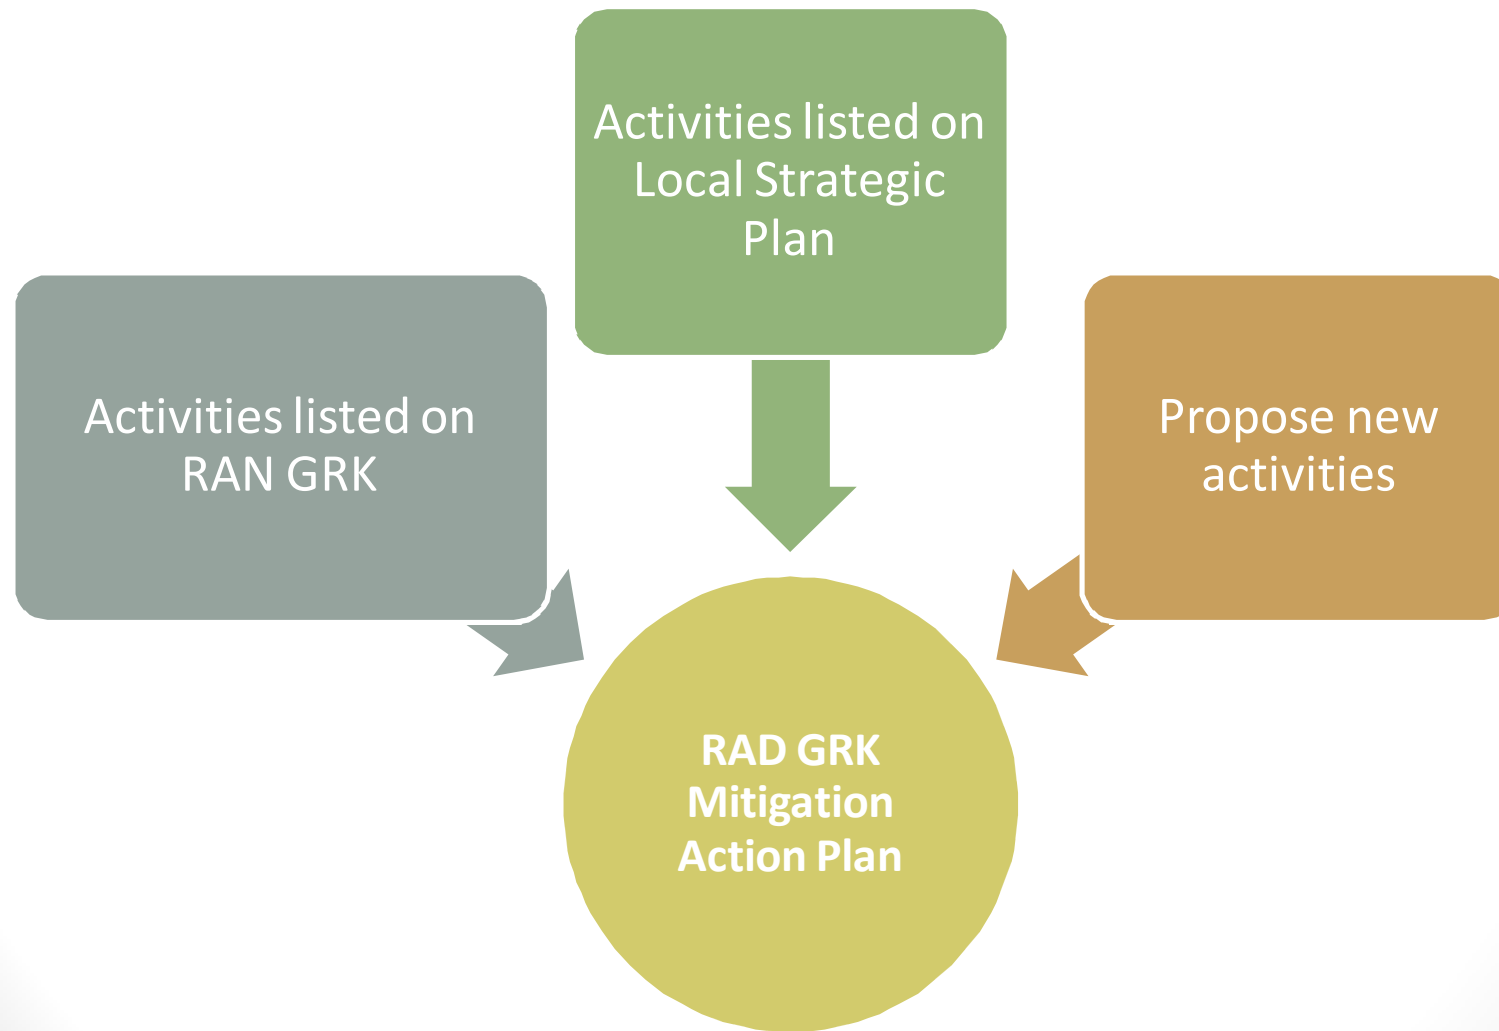 Activities listed on
Local Strategic
Plan
Activities listed on
RAN GRK
Propose new
activities
RAD GRK
Mitigation
Action Plan